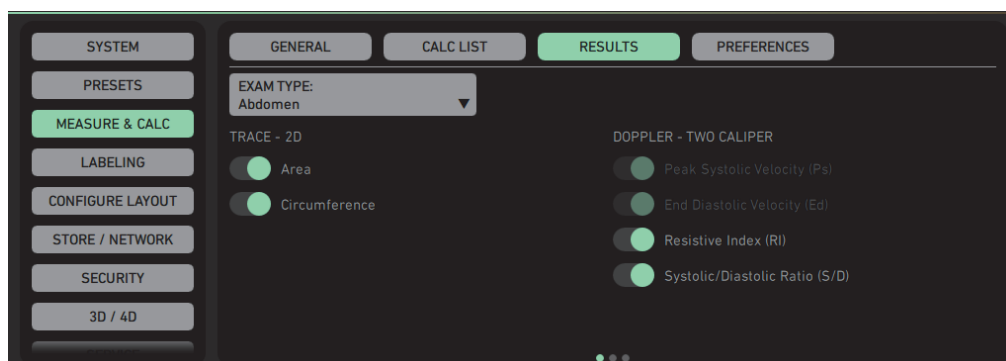 SYSTEM
PRESETS
MEASURE & CALC
LABELING
CONFIGURE LAYOUT
STORE / NETWORK
SECURITY
3D / 4D
GENERAL
CALC LIST
RESULTS
PREFERENCES
EXAM TYPE:
Abdomen
TRACE - 2D
Area
Circumference
DOPPLER - TWO CALIPER
Peak Systolic Velocity (Ps)
End Diastolic Velocity (Ed)
Resistive Index (RI)
Systolic/Diastolic Ratio (S/D)